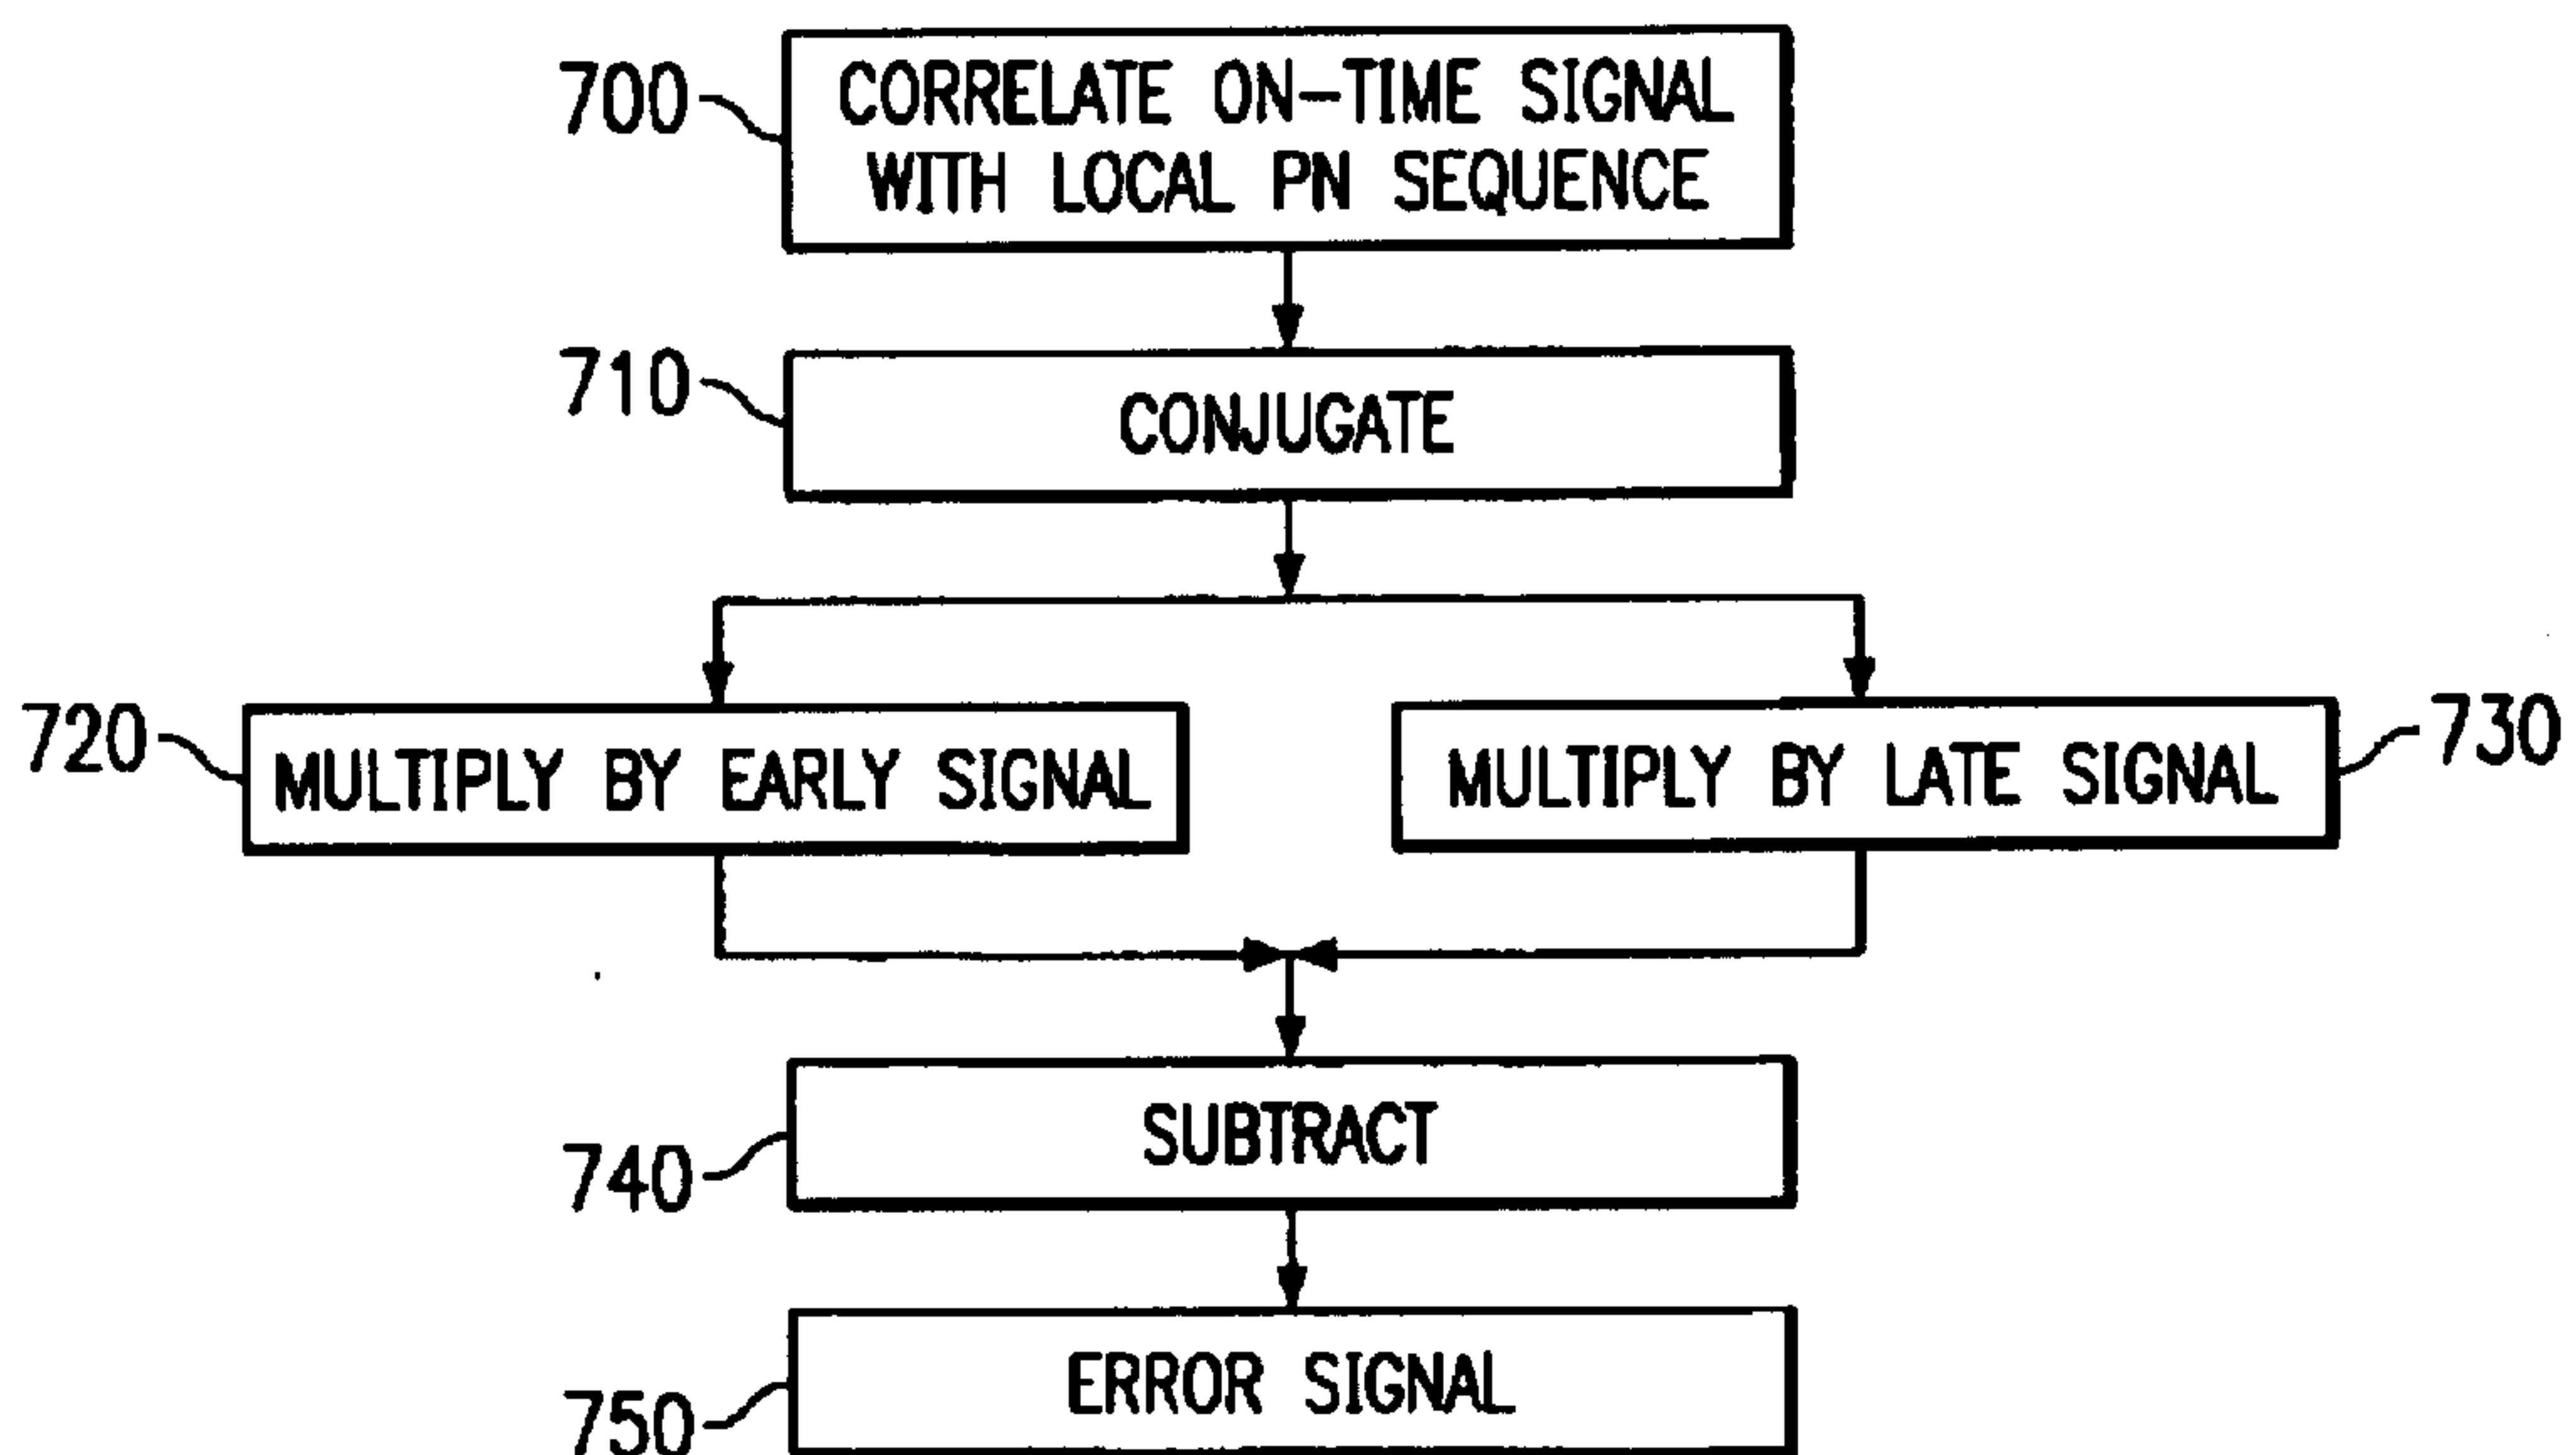 700
CORRELATE ON-TIME SIGNAL
WITH LOCAL PN SEQUENCE
710
CONJUGATE
720
MULTIPLY BY EARLY SIGNAL
MULTIPLY BY LATE SIGNAL
730
740
SUBTRACT
750
ERROR SIGNAL